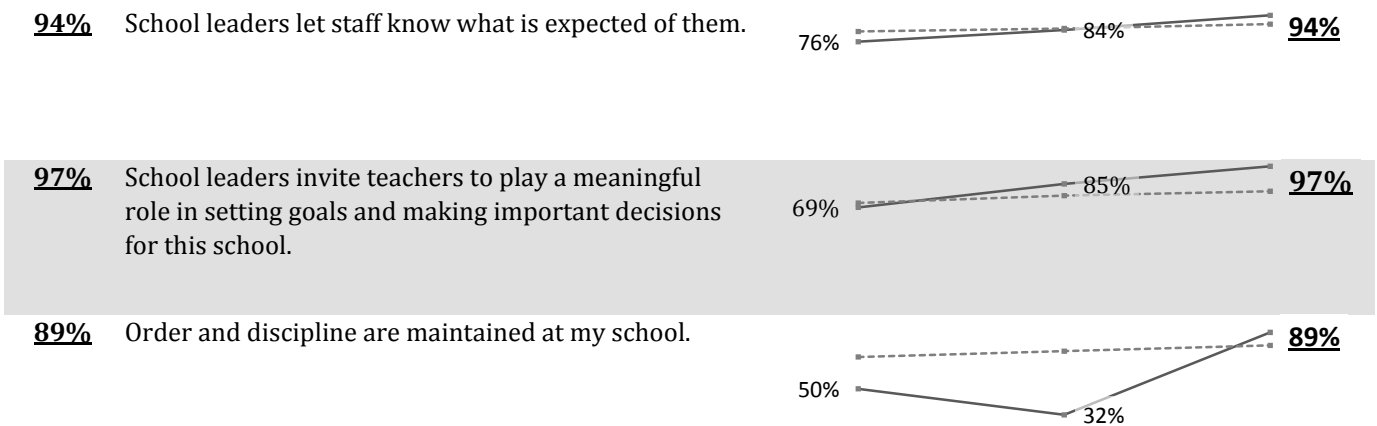 94% School leaders let staff know what is expected of them.
76% 84% 94%
97% School leaders invite teachers to play a meaningful
role in setting goals and making important decisions
for this school.
69% 85% 97%
89% Order and discipline are maintained at my school.
50% 32% 89%